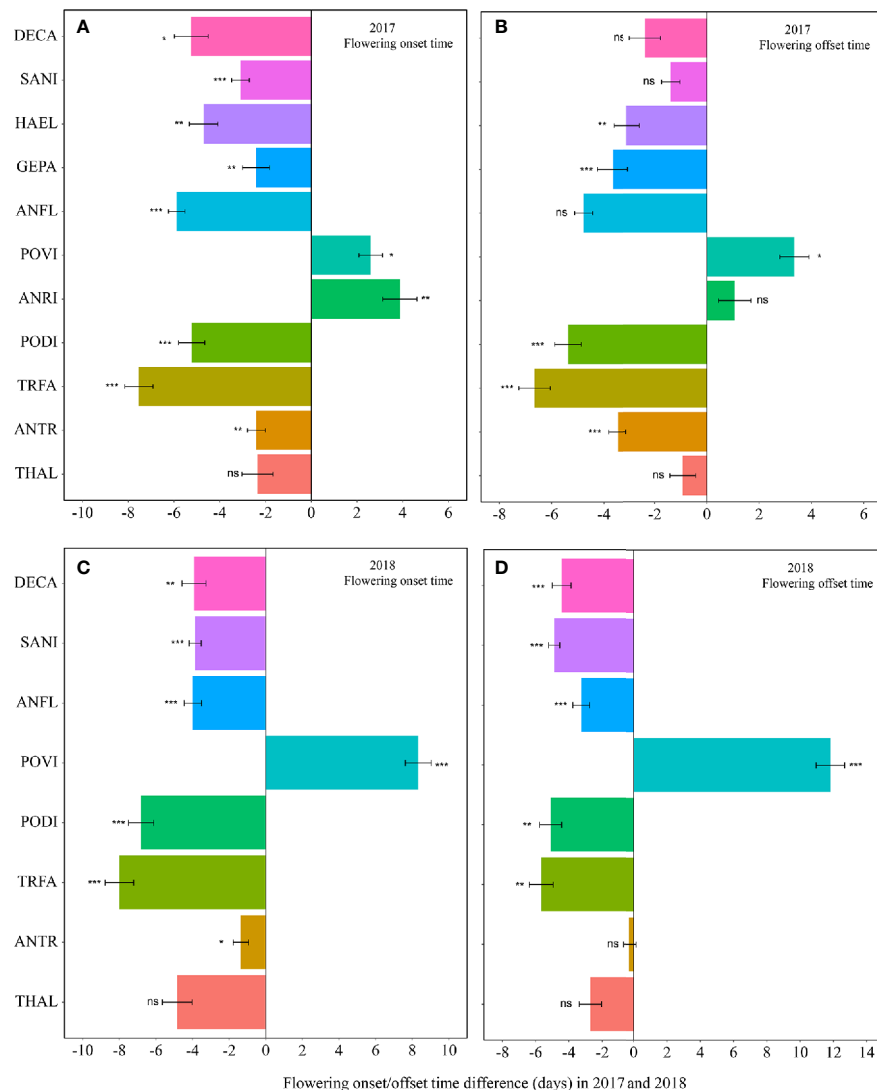 A
2017
Flowering onset time
DECA *
SANI ***
HAEL **
GEPA **
ANFL ***
POVI *
ANRI **
PODI ***
TRFA ***
ANTR **
THAL ns
-10 -8 -6 -4 -2 0 2 4 6
B
2017
Flowering offset time
ns
ns
**
***
ns
*
ns
***
***
***
ns
-8 -6 -4 -2 0 2 4 6
C
2018
Flowering onset time
DECA **
SANI ***
ANFL ***
POVI ***
PODI ***
TRFA ***
ANTR *
THAL ns
-8 -6 -4 -2 0 2 4 6 8 10
D
2018
Flowering offset time
***
***
***
***
**
**
ns
ns
-8 -6 -4 -2 0 2 4 6 8 10 12 14
Flowering onset/offset time difference (days) in 2017 and 2018